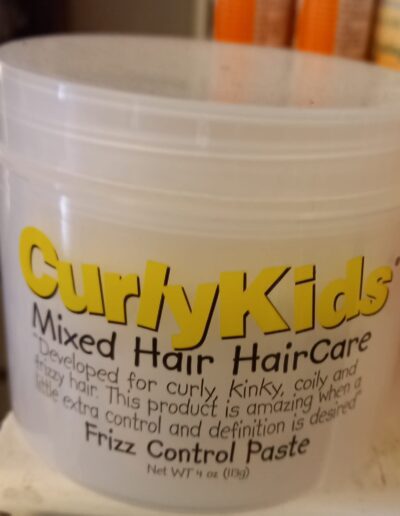 CurlyKids
Mixed Hair HairCare
"Developed for curly, kinky, coily and
frizzy hair. This product is amazing when a
little extra control and definition is desired"
Frizz Control Paste
Net WT 4 oz (113g)